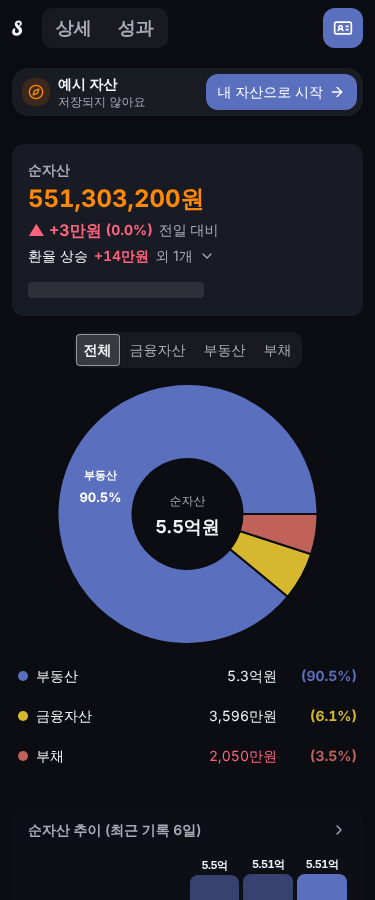 S
상세 성과
예시 자산
저장되지 않아요
내 자산으로 시작 →
순자산
551,303,200원
▲ +3만원 (0.0%) 전일 대비
환율 상승 +14만원 외 1개
전체 금융자산 부동산 부채
부동산
90.5%
순자산
5.5억원
부동산 5.3억원 (90.5%)
금융자산 3,596만원 (6.1%)
부채 2,050만원 (3.5%)
순자산 추이 (최근 기록 6일)
5.5억 5.51억 5.51억